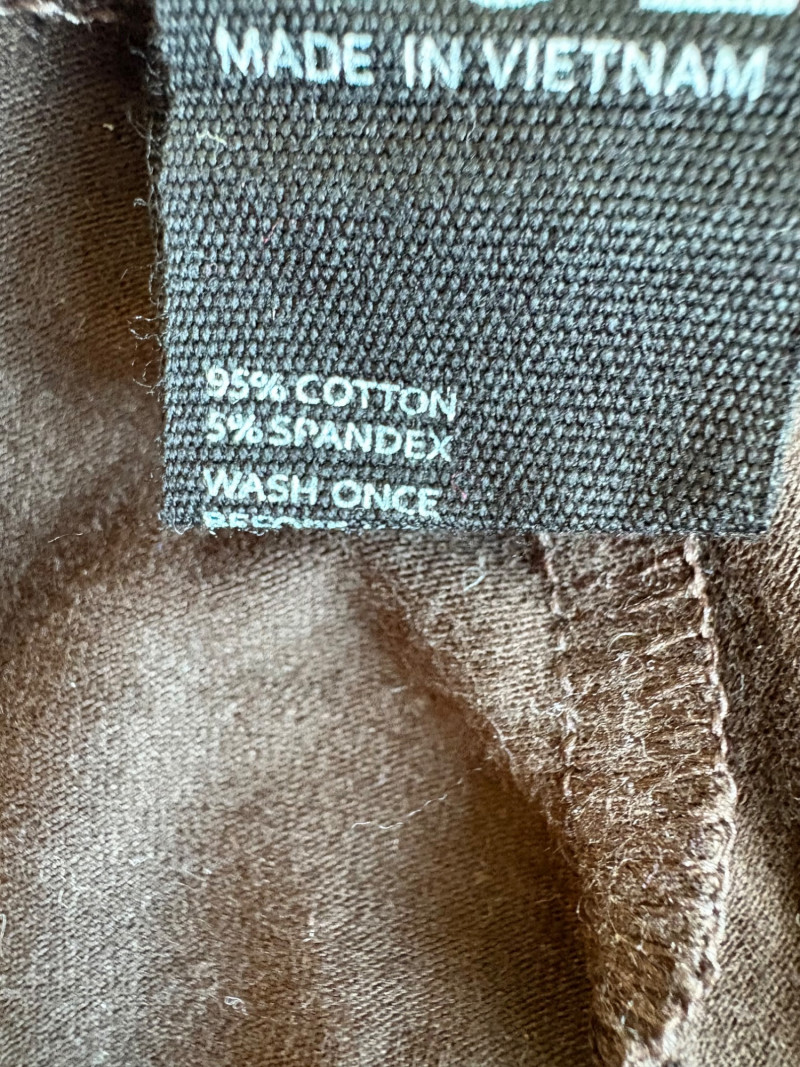 MADE IN VIETNAM
95% COTTON
5% SPANDEX
WASH ONCE